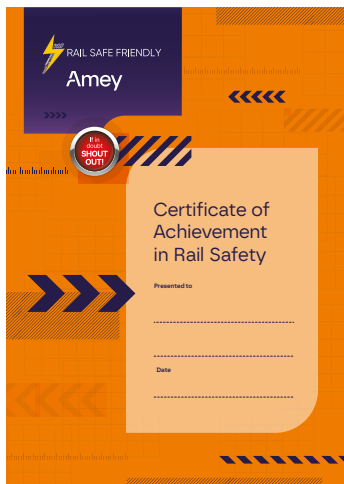 RAIL SAFE FRIENDLY
Amey
If in
doubt
SHOUT
OUT!
Certificate of
Achievement
in Rail Safety
Presented to
Date